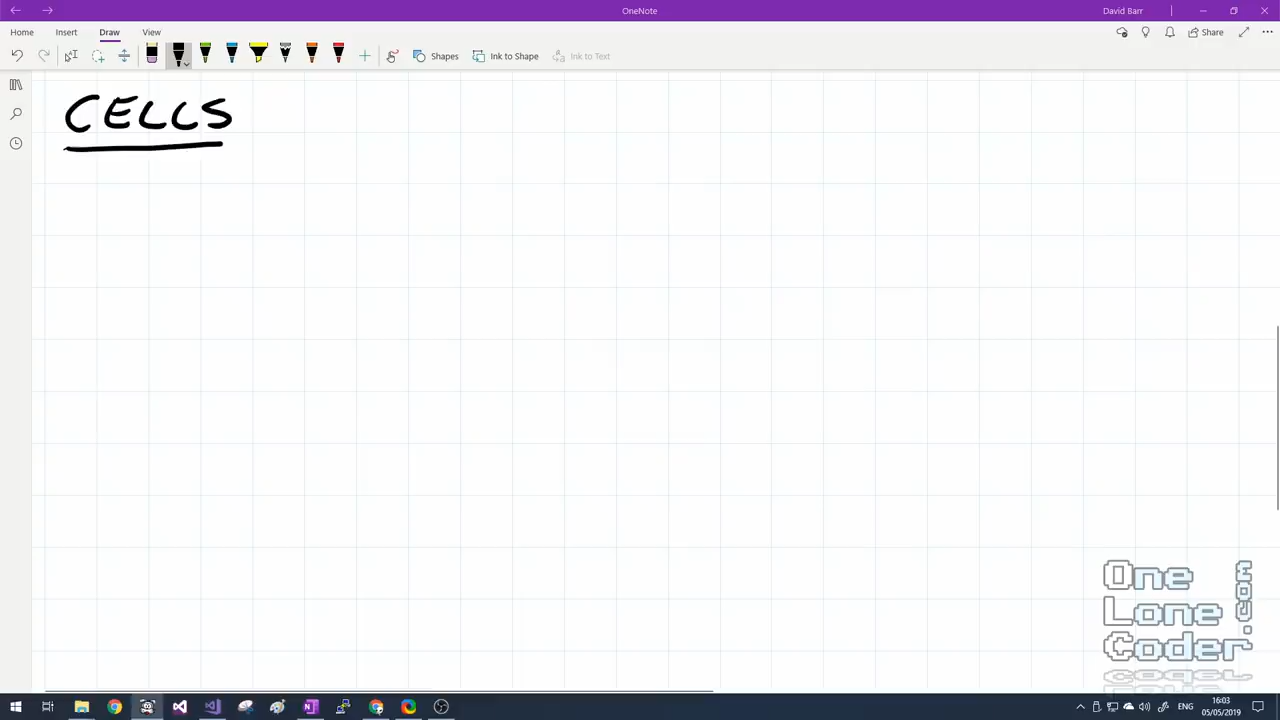 OneNote
David Barr
Home Insert Draw View
Share
Shapes
Ink to Shape
Ink to Text
CELLS
One
Lone
Coder
.com
ENG
16:03
05/05/2019